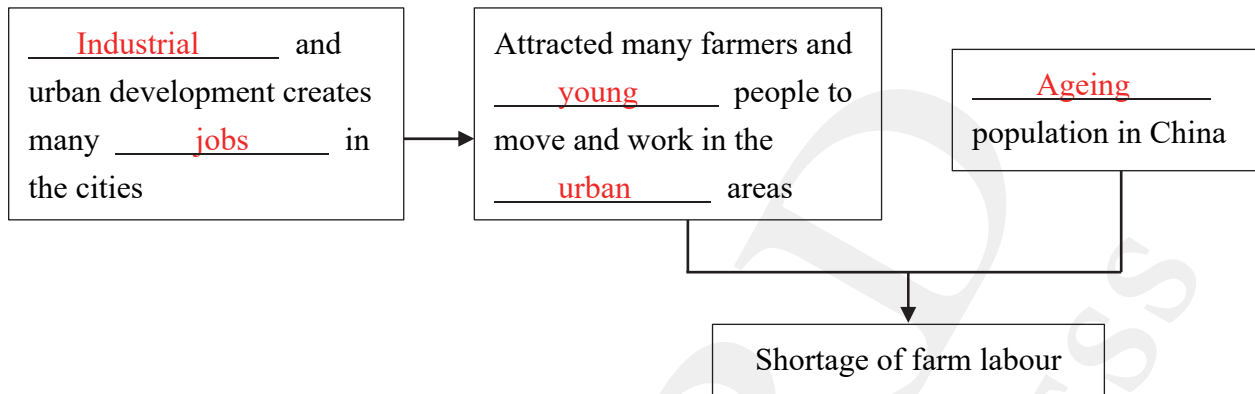 Industrial and
urban development creates
many jobs in
the cities
Attracted many farmers and
young people to
move and work in the
urban areas
Ageing
population in China
Shortage of farm labour